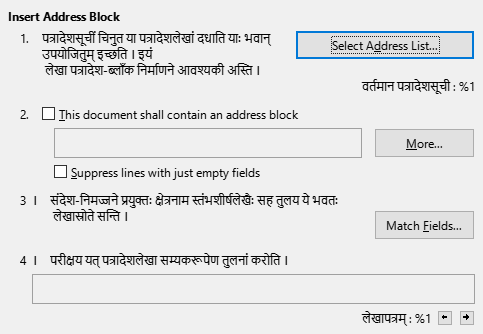 Insert Address Block
1. पत्रादेशसूचीं चिनुत या पत्रादेशलेखां दधाति याः भवान्
उपयोजितुम् इच्छति । इयं
लेखा पत्रादेश-ब्लाँक निर्माणने आवश्यकी अस्ति ।
Select Address List...
वर्तमान पत्रादेशसूची : %1
2. This document shall contain an address block
More...
Suppress lines with just empty fields
3 । संदेश-निमज्जने प्रयुक्तः क्षेत्रनाम स्तंभशीर्षलेखैः सह तुलय ये भवतः
लेखास्रोते सन्ति ।
Match Fields...
4 । परीक्षय यत् पत्रादेशलेखा सम्यकरूपेण तुलनां करोति ।
लेखापत्रम् : %1